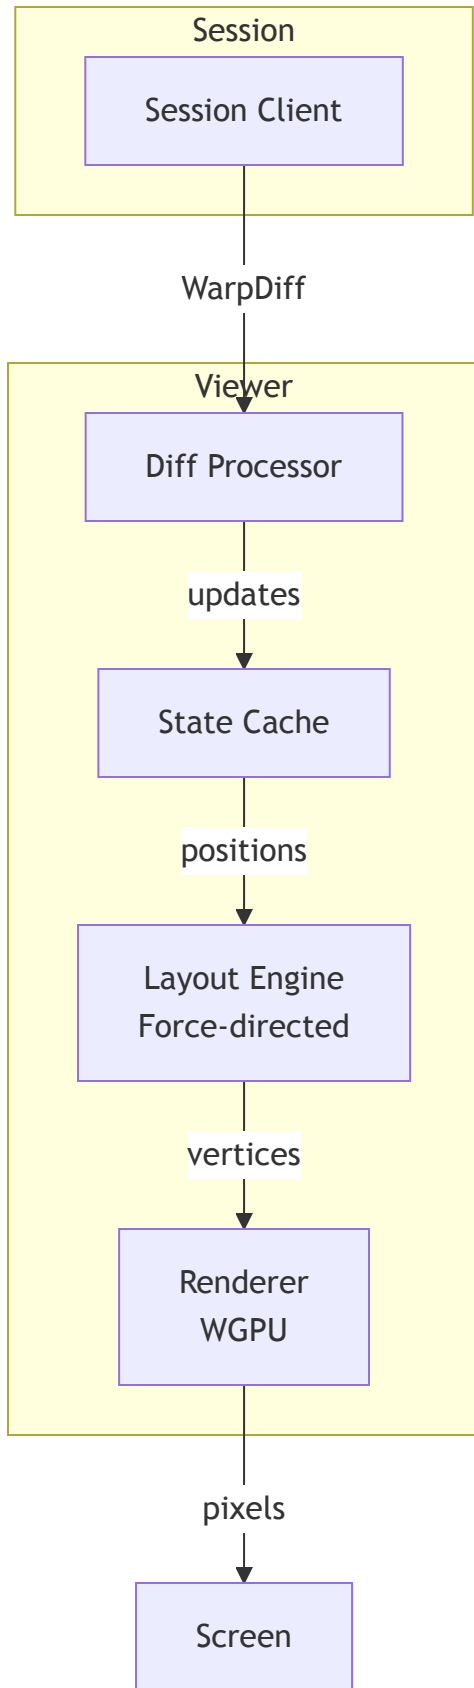 Session
Session Client
WarpDiff
Viewer
Diff Processor
updates
State Cache
positions
Layout Engine
Force-directed
vertices
Renderer
WGPU
pixels
Screen